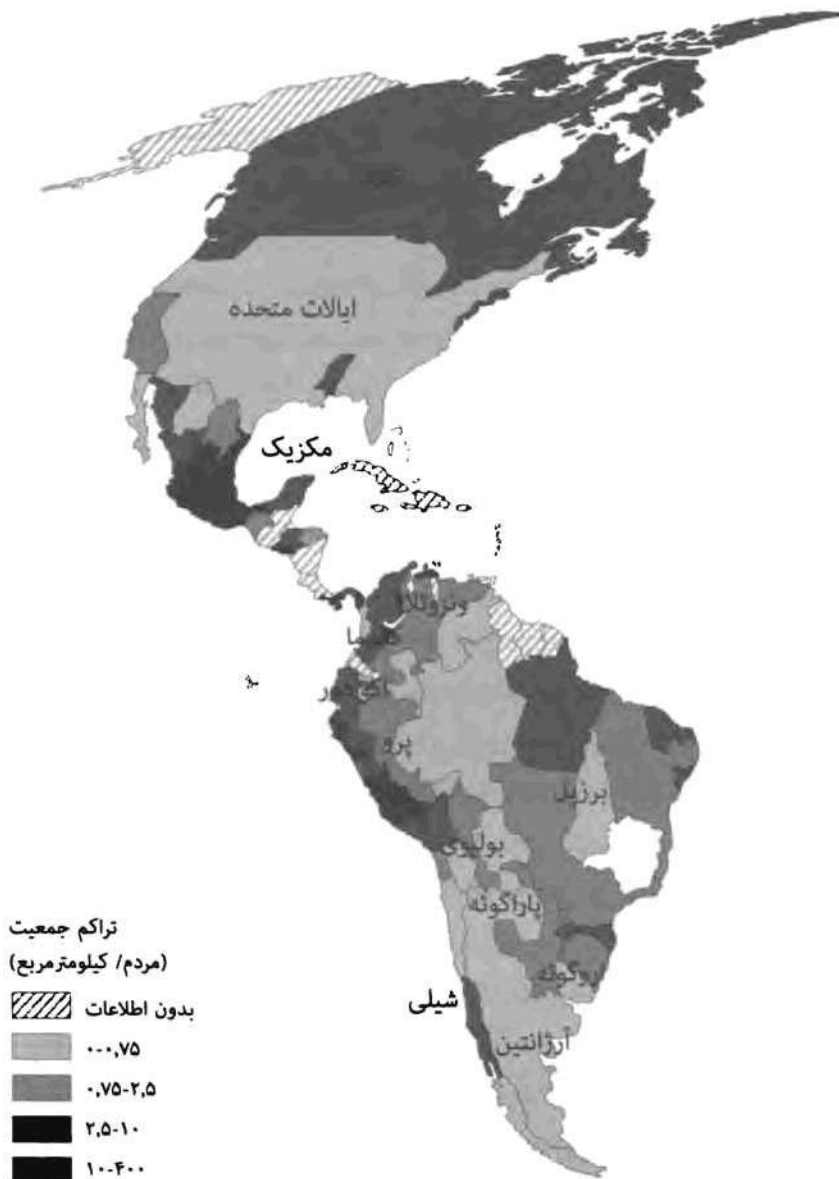 ایالات متحده
مکزیک
ونزوئلا
اکوادور
پرو
برزیل
بولیوی
پاراگوئه
اروگوئه
شیلی
آرژانتین
تراکم جمعیت
(مردم/ کیلومترمربع)
بدون اطلاعات
۰-۰,۷۵
۰,۷۵-۲,۵
۲,۵-۱۰
۱۰-۴۰۰